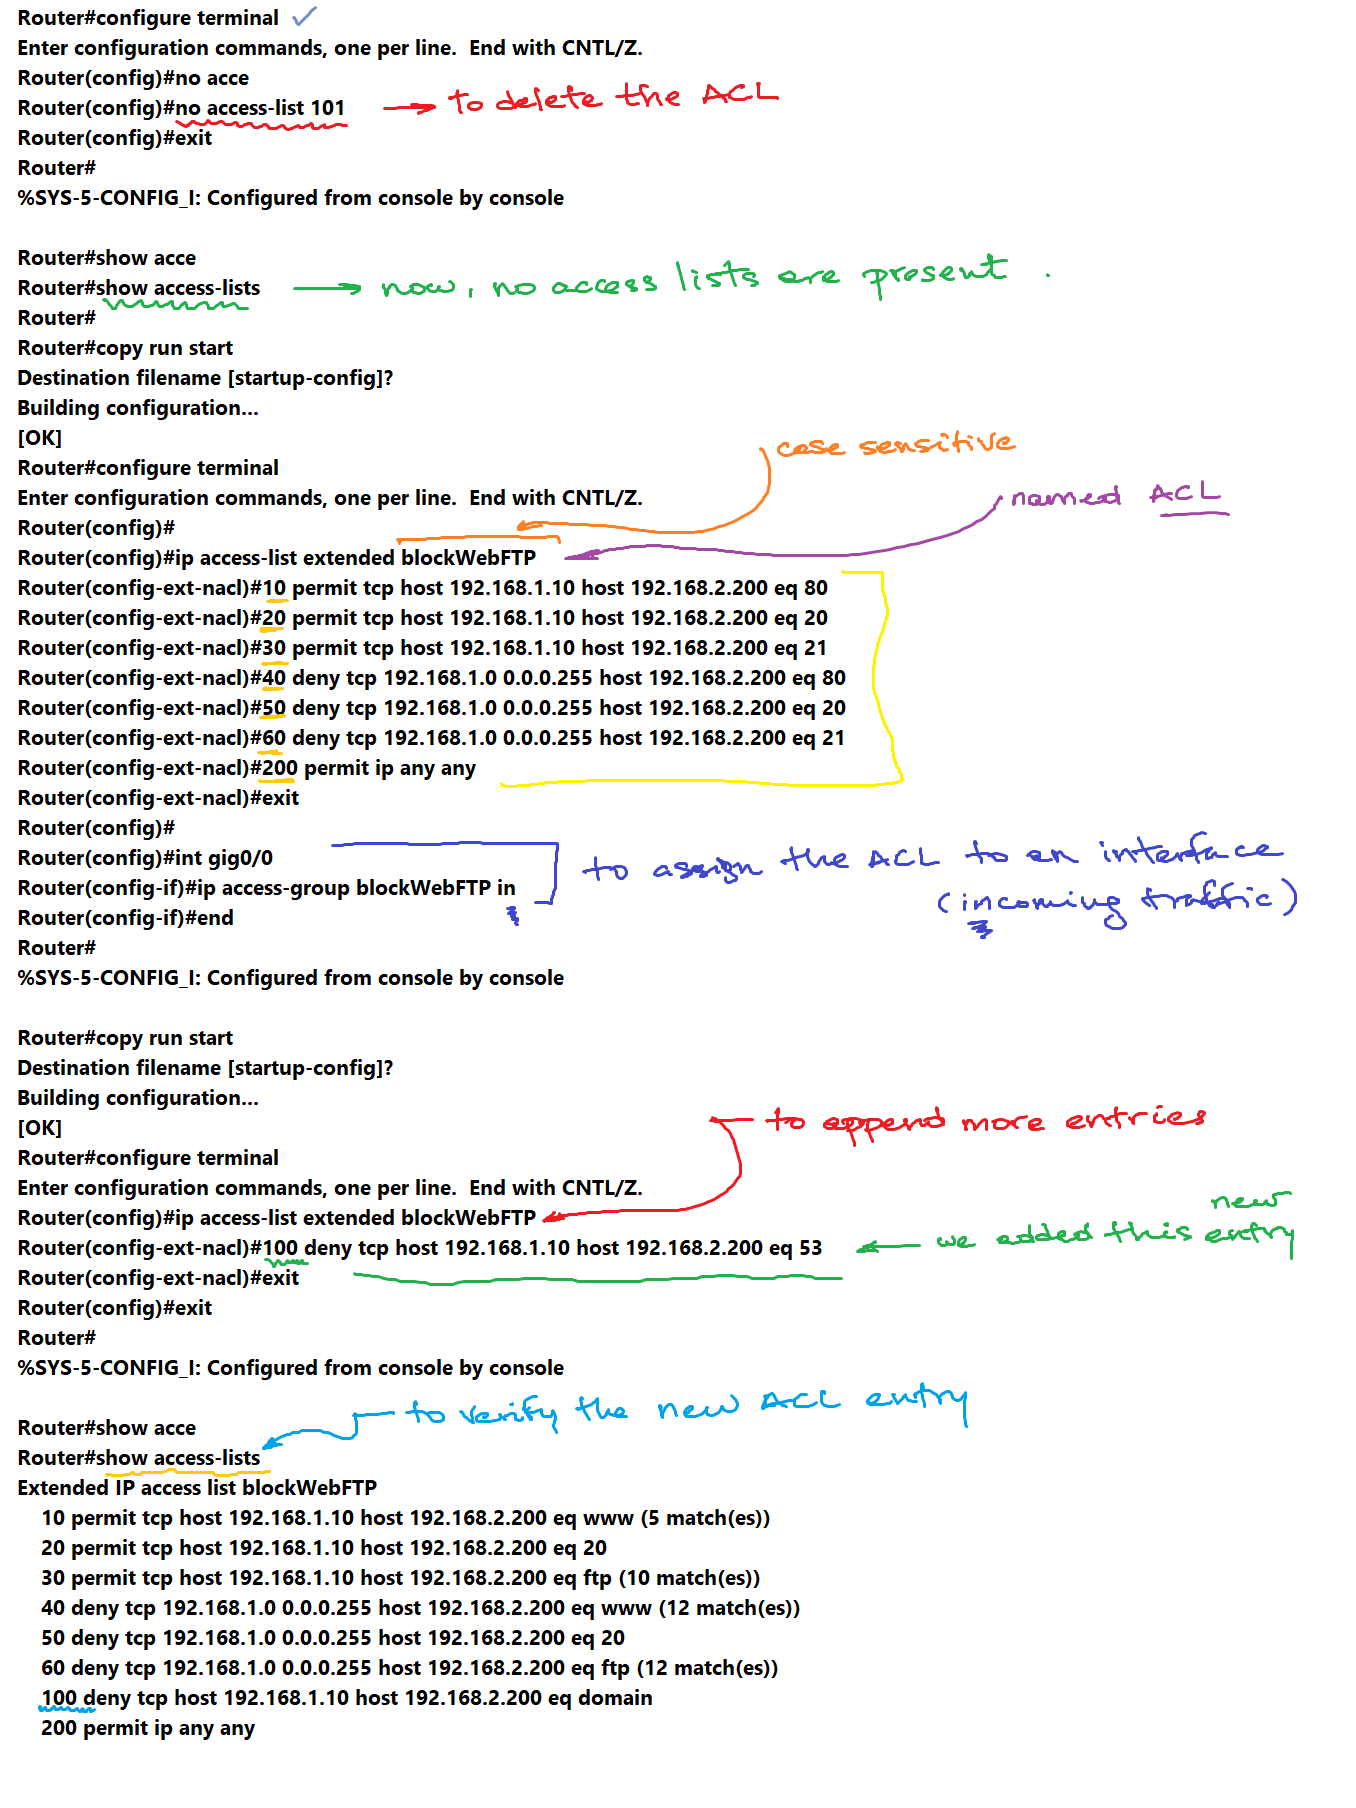 Router#configure terminal
Enter configuration commands, one per line.  End with CNTL/Z.
Router(config)#no acce
Router(config)#no access-list 101 → to delete the ACL
Router(config)#exit
Router#
%SYS-5-CONFIG_I: Configured from console by console
Router#show acce
Router#show access-lists → now, no access lists are present.
Router#
Router#copy run start
Destination filename [startup-config]?
Building configuration...
[OK]
case sensitive
Router#configure terminal
Enter configuration commands, one per line.  End with CNTL/Z.
named ACL
Router(config)#
Router(config)#ip access-list extended blockWebFTP
Router(config-ext-nacl)#10 permit tcp host 192.168.1.10 host 192.168.2.200 eq 80
Router(config-ext-nacl)#20 permit tcp host 192.168.1.10 host 192.168.2.200 eq 20
Router(config-ext-nacl)#30 permit tcp host 192.168.1.10 host 192.168.2.200 eq 21
Router(config-ext-nacl)#40 deny tcp 192.168.1.0 0.0.0.255 host 192.168.2.200 eq 80
Router(config-ext-nacl)#50 deny tcp 192.168.1.0 0.0.0.255 host 192.168.2.200 eq 20
Router(config-ext-nacl)#60 deny tcp 192.168.1.0 0.0.0.255 host 192.168.2.200 eq 21
Router(config-ext-nacl)#200 permit ip any any
Router(config-ext-nacl)#exit
Router(config)#
Router(config)#int gig0/0
to assign the ACL to an interface
Router(config-if)#ip access-group blockWebFTP in
(incoming traffic)
Router(config-if)#end
Router#
%SYS-5-CONFIG_I: Configured from console by console
Router#copy run start
Destination filename [startup-config]?
Building configuration...
[OK]
to append more entries
Router#configure terminal
Enter configuration commands, one per line.  End with CNTL/Z.
Router(config)#ip access-list extended blockWebFTP
new
Router(config-ext-nacl)#100 deny tcp host 192.168.1.10 host 192.168.2.200 eq 53 ← we added this entry
Router(config-ext-nacl)#exit
Router(config)#exit
Router#
%SYS-5-CONFIG_I: Configured from console by console
to verify the new ACL entry
Router#show acce
Router#show access-lists
Extended IP access list blockWebFTP
10 permit tcp host 192.168.1.10 host 192.168.2.200 eq www (5 match(es))
20 permit tcp host 192.168.1.10 host 192.168.2.200 eq 20
30 permit tcp host 192.168.1.10 host 192.168.2.200 eq ftp (10 match(es))
40 deny tcp 192.168.1.0 0.0.0.255 host 192.168.2.200 eq www (12 match(es))
50 deny tcp 192.168.1.0 0.0.0.255 host 192.168.2.200 eq 20
60 deny tcp 192.168.1.0 0.0.0.255 host 192.168.2.200 eq ftp (12 match(es))
100 deny tcp host 192.168.1.10 host 192.168.2.200 eq domain
200 permit ip any any